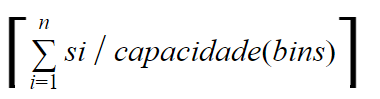 ⌈ n ∑ i=1 si / capacidade(bins) ⌉